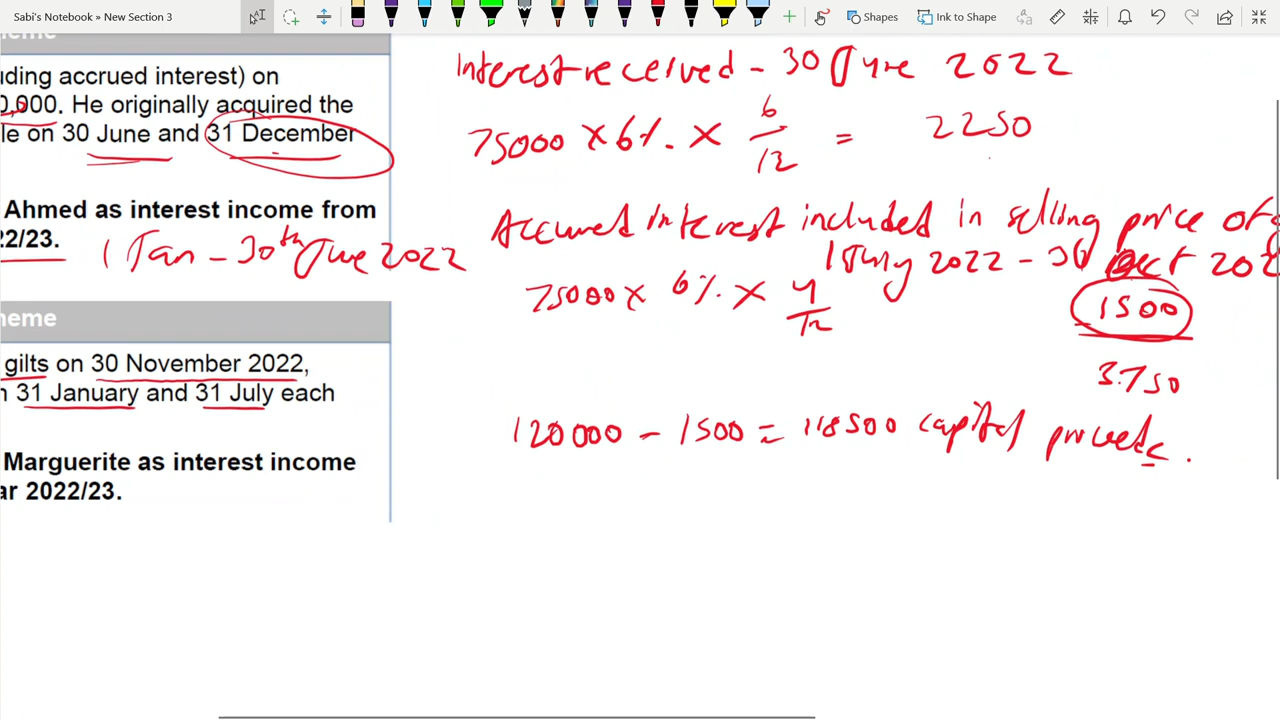 Sabi's Notebook » New Section 3
Shapes
Ink to Shape
eme
uding accrued interest) on
0,000. He originally acquired the
le on 30 June and 31 December
Ahmed as interest income from
22/23.
1 Jan - 30th June 2022
heme
gilts on 30 November 2022,
n 31 January and 31 July each
Marguerite as interest income
ar 2022/23.
Interest received - 30 June 2022
75000 X 6% X 6/12 = 2250
Accured interest included in selling price of g
1 July 2022 - 30 Oct 202
75000 X 6% X 4/12
1500
3,750
120000 - 1500 = 118500 capital proceeds.